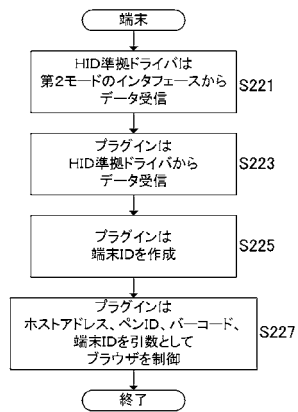 端末
HID準拠ドライバは
第2モードのインタフェースから
データ受信
S221
プラグインは
HID準拠ドライバから
データ受信
S223
プラグインは
端末IDを作成
S225
プラグインは
ホストアドレス、ペンID、バーコード、
端末IDを引数として
ブラウザを制御
S227
終了